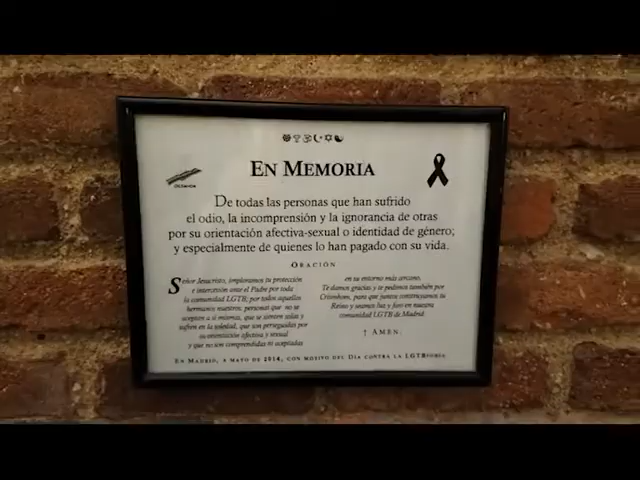 En Memoria
De todas las personas que han sufrido
el odio, la incomprensión y la ignorancia de otras
por su orientación afectiva-sexual o identidad de género;
y especialmente de quienes lo han pagado con su vida.
Oración
Señor Jesucristo, imploramos tu protección
e intercesión ante el Padre por toda
la comunidad LGTB; por todos aquellos
hermanos nuestros, personas que no se
aceptan a sí mismas, que se sienten solas y
sufren en la soledad, que son perseguidas por
su orientación afectiva y sexual
y que no son comprendidas ni aceptadas
en su entorno más cercano.
Te damos gracias y te pedimos también por
Crismhom, para que juntos construyamos tu
Reino y seamos luz y faro en nuestra
comunidad LGTB de Madrid
† Amén.
En Madrid, a Mayo de 2014, con motivo del Día contra la LGTBfobia